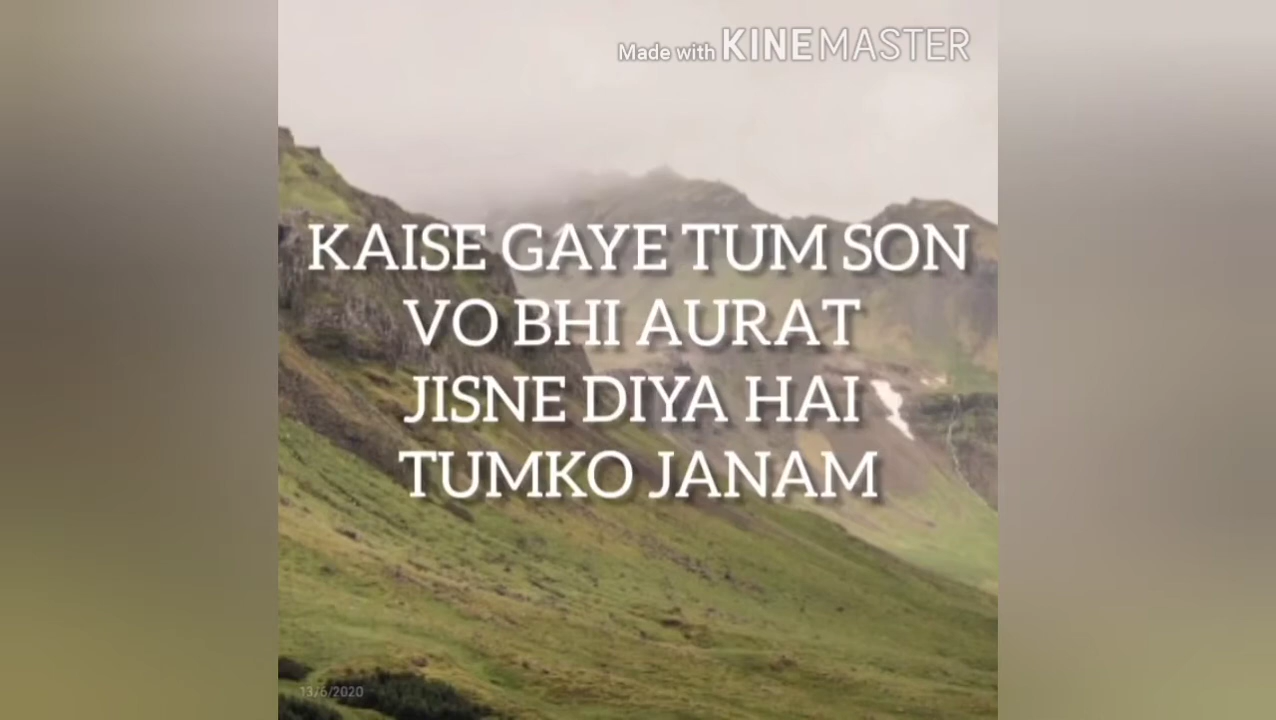 Made with KINEMASTER
KAISE GAYE TUM SON
VO BHI AURAT
JISNE DIYA HAI
TUMKO JANAM
13/6/2020